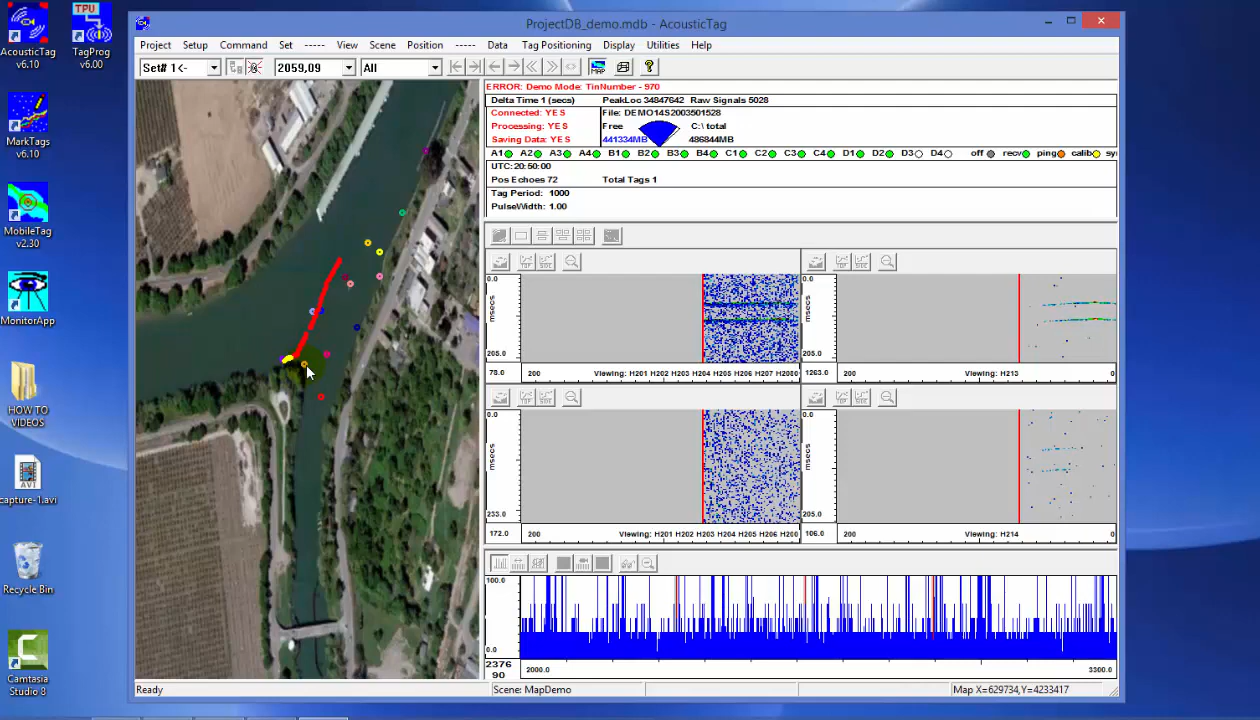 ProjectDB_demo.mdb - AcousticTag
Project Setup Command Set ----- View Scene Position ----- Data Tag Positioning Display Utilities Help
Set# 1<- 2059,09 All
AcousticTag
v6.10
TPU
TagProg
v6.00
MarkTags
v6.10
MobileTag
v2.30
MonitorApp
HOW TO
VIDEOS
AVI
capture-1.avi
Recycle Bin
Camtasia
Studio 8
MAP
ERROR: Demo Mode: TinNumber - 970
Delta Time 1 (secs) PeakLoc 34847642 Raw Signals 5028
Connected: YES File: DEMO14S2003501528
Processing: YES Free C:\ total
Saving Data: YES 441334MB 486844MB
A1 A2 A3 A4 B1 B2 B3 B4 C1 C2 C3 C4 D1 D2 D3 D4 off recv ping calib sy
UTC: 20:50:00
Pos Echoes 72 Total Tags 1
Tag Period: 1000
PulseWidth: 1.00
0.0 0.0
msecs msecs
205.0 205.0
78.0 200 Viewing: H201 H202 H203 H204 H205 H206 H207 1263.0 200 Viewing: H213 0
0.0 0.0
msecs msecs
233.0 205.0
172.0 200 Viewing: H201 H202 H203 H204 H205 H206 H200 106.0 200 Viewing: H214 0
100.0
0.0
2376
90 2000.0 3300.0
Ready Scene: MapDemo Map X=629734,Y=4233417